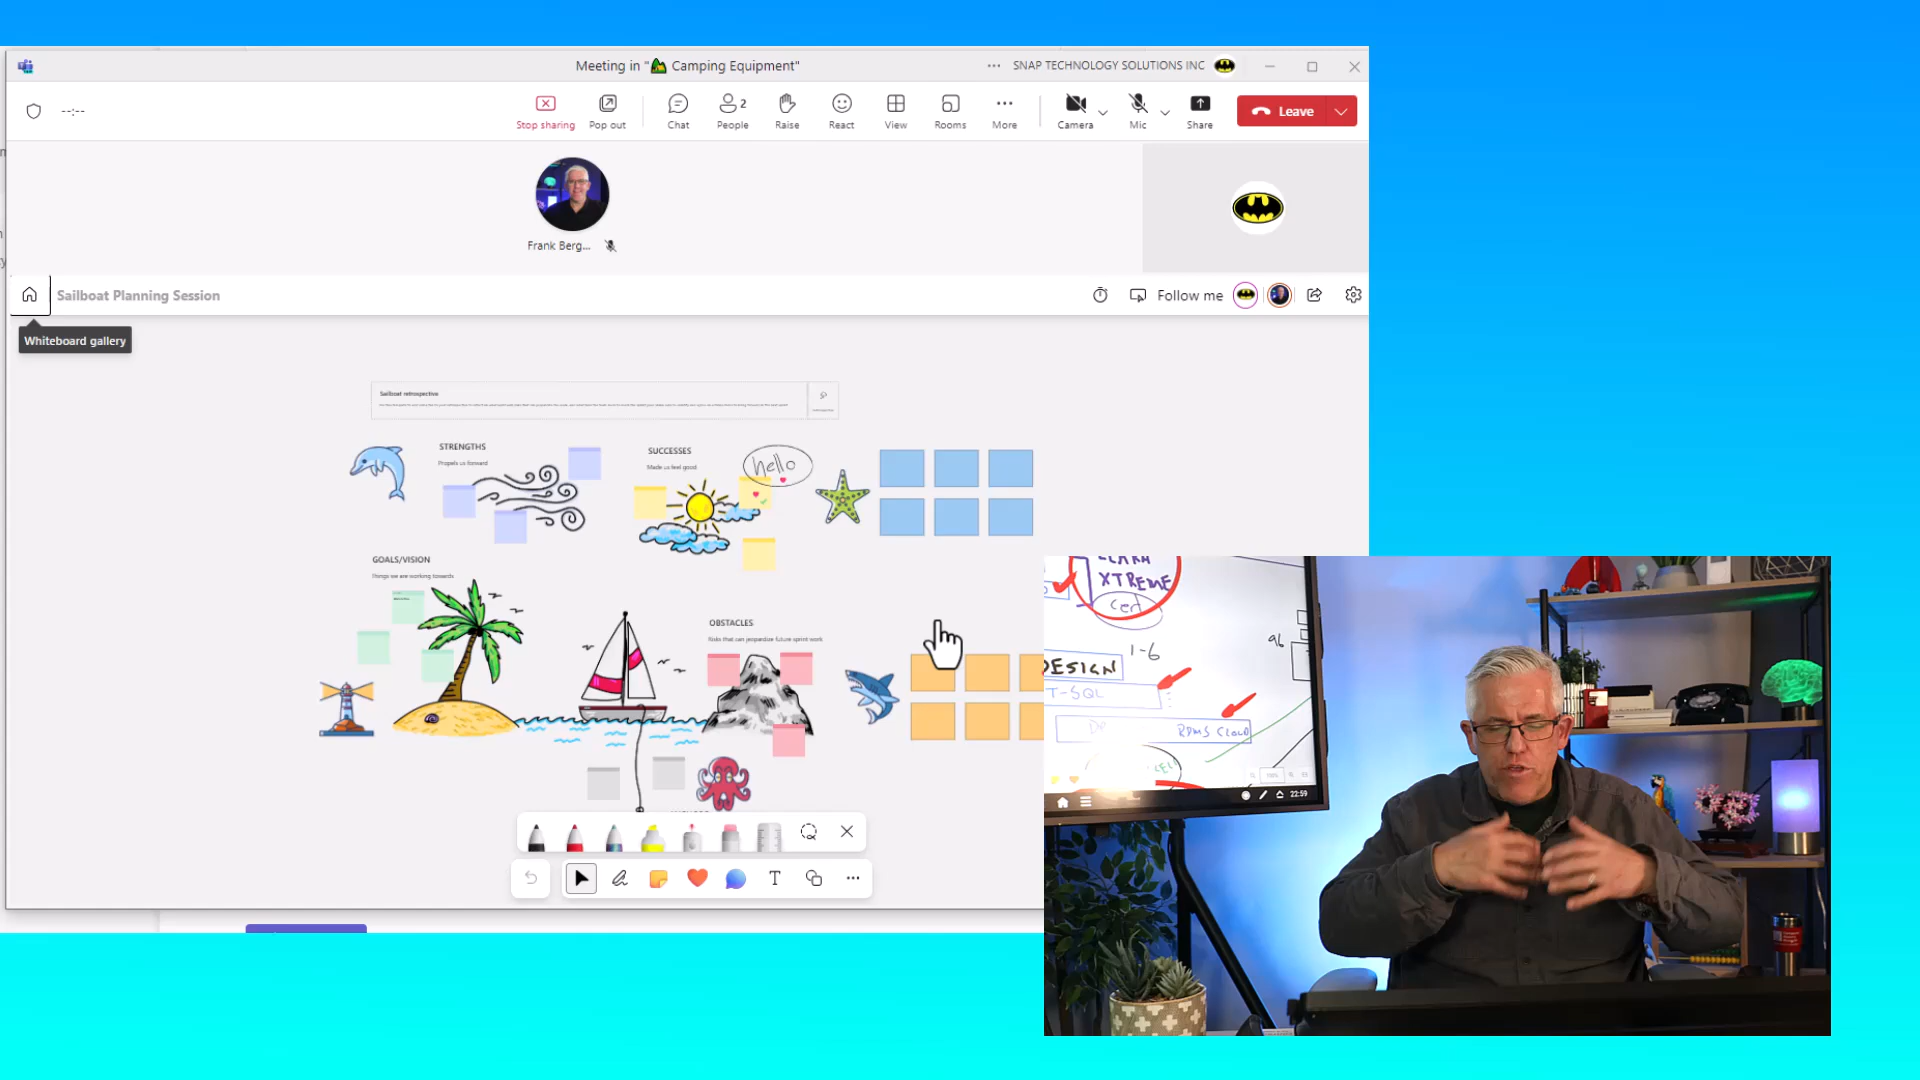 Meeting in "Camping Equipment"
SNAP TECHNOLOGY SOLUTIONS INC
--:--
Stop sharing
Pop out
Chat
2
People
Raise
React
View
Rooms
More
Camera
Mic
Share
Leave
Frank Berg...
Sailboat Planning Session
Follow me
Whiteboard gallery
Sailboat retrospective
STRENGTHS
Propels us forward
SUCCESSES
Made us feel good
hello
GOALS/VISION
Things we are working towards
OBSTACLES
Risks that can jeopardize future sprint work
T
XTREME
cert
1-6
96
DESIGN
T-SQL
RDMS Cloud
22:59